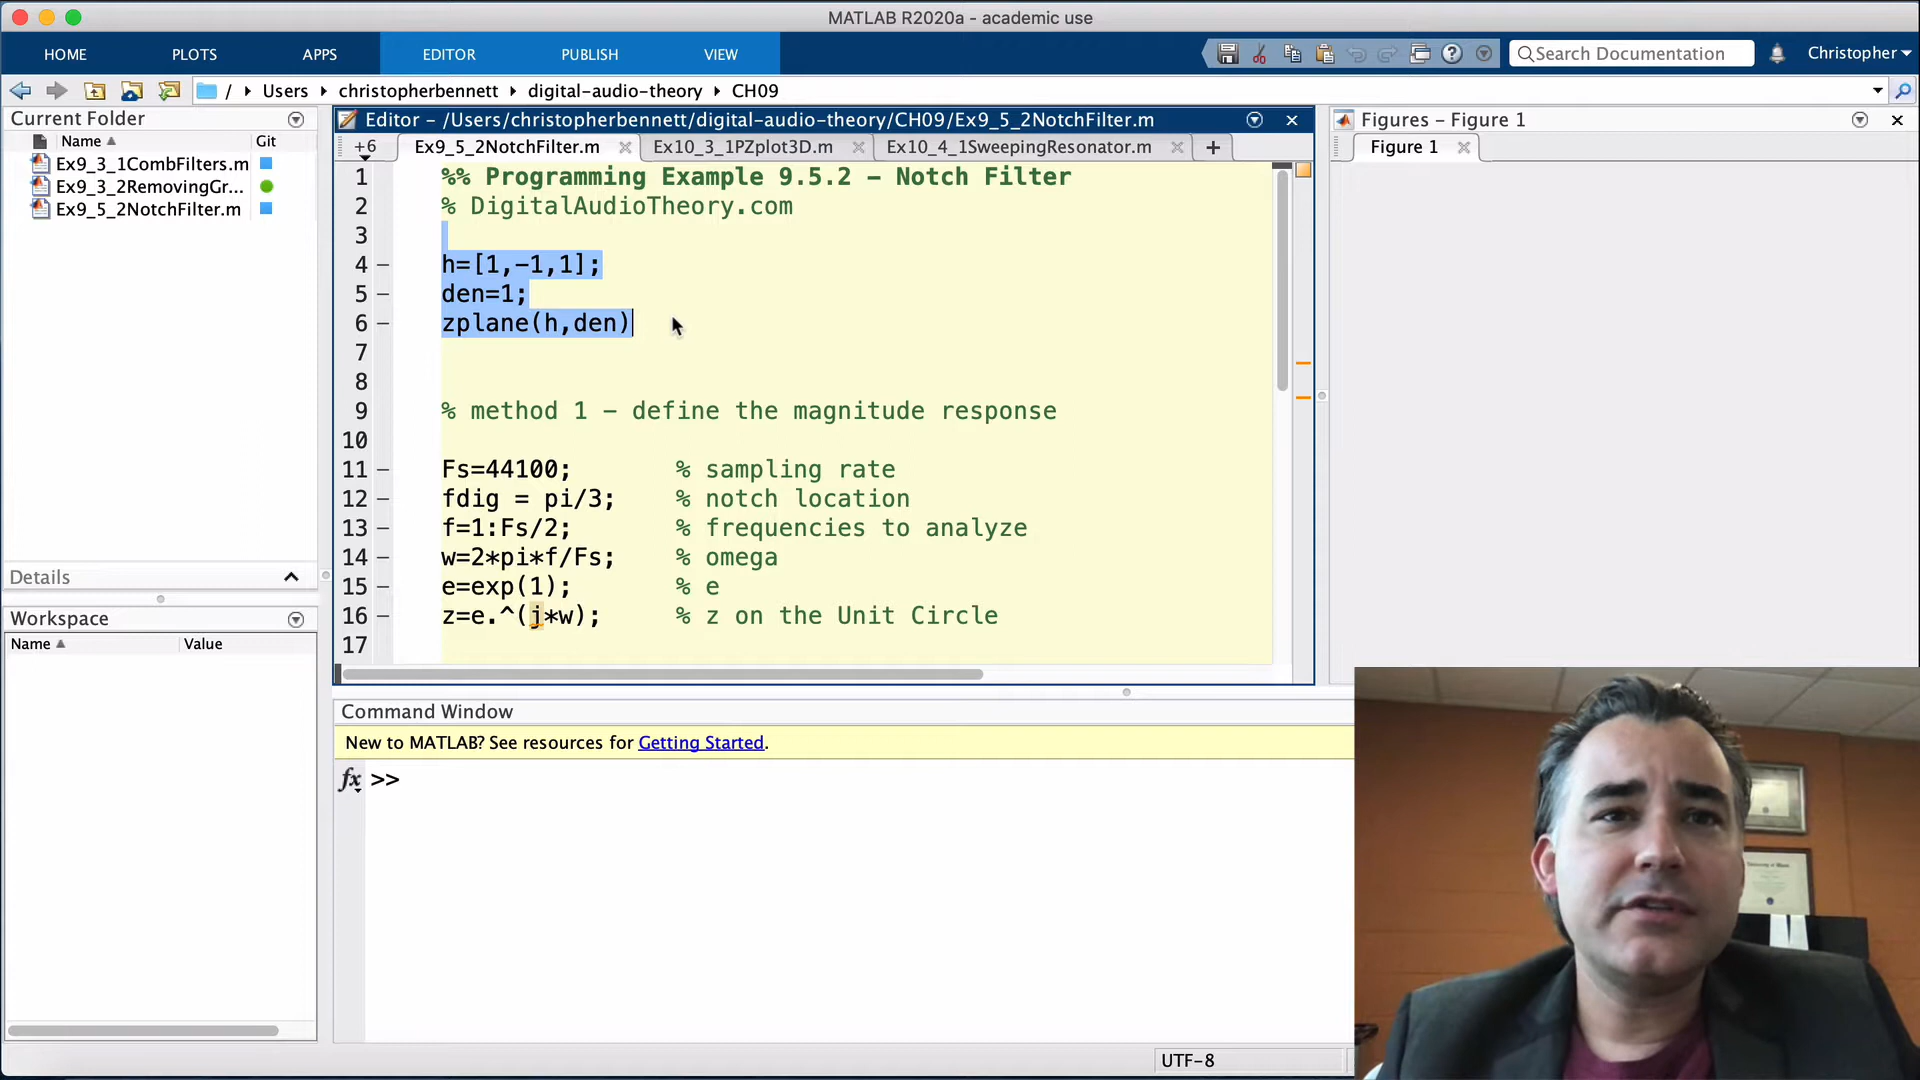 MATLAB R2020a - academic use
HOME PLOTS APPS EDITOR PUBLISH VIEW Search Documentation Christopher
/ Users christopherbennett digital-audio-theory CH09
Current Folder
Name Git
Ex9_3_1CombFilters.m
Ex9_3_2RemovingGr...
Ex9_5_2NotchFilter.m
Details
Workspace
Name Value
Editor - /Users/christopherbennett/digital-audio-theory/CH09/Ex9_5_2NotchFilter.m
+6 Ex9_5_2NotchFilter.m Ex10_3_1PZplot3D.m Ex10_4_1SweepingResonator.m +
1 %% Programming Example 9.5.2 - Notch Filter
2 % DigitalAudioTheory.com
3
4 - h=[1,-1,1];
5 - den=1;
6 - zplane(h,den)
7
8
9 % method 1 - define the magnitude response
10
11 - Fs=44100; % sampling rate
12 - fdig = pi/3; % notch location
13 - f=1:Fs/2; % frequencies to analyze
14 - w=2*pi*f/Fs; % omega
15 - e=exp(1); % e
16 - z=e.^(j*w); % z on the Unit Circle
17
Figures - Figure 1
Figure 1
Command Window
New to MATLAB? See resources for Getting Started.
fx >>
UTF-8